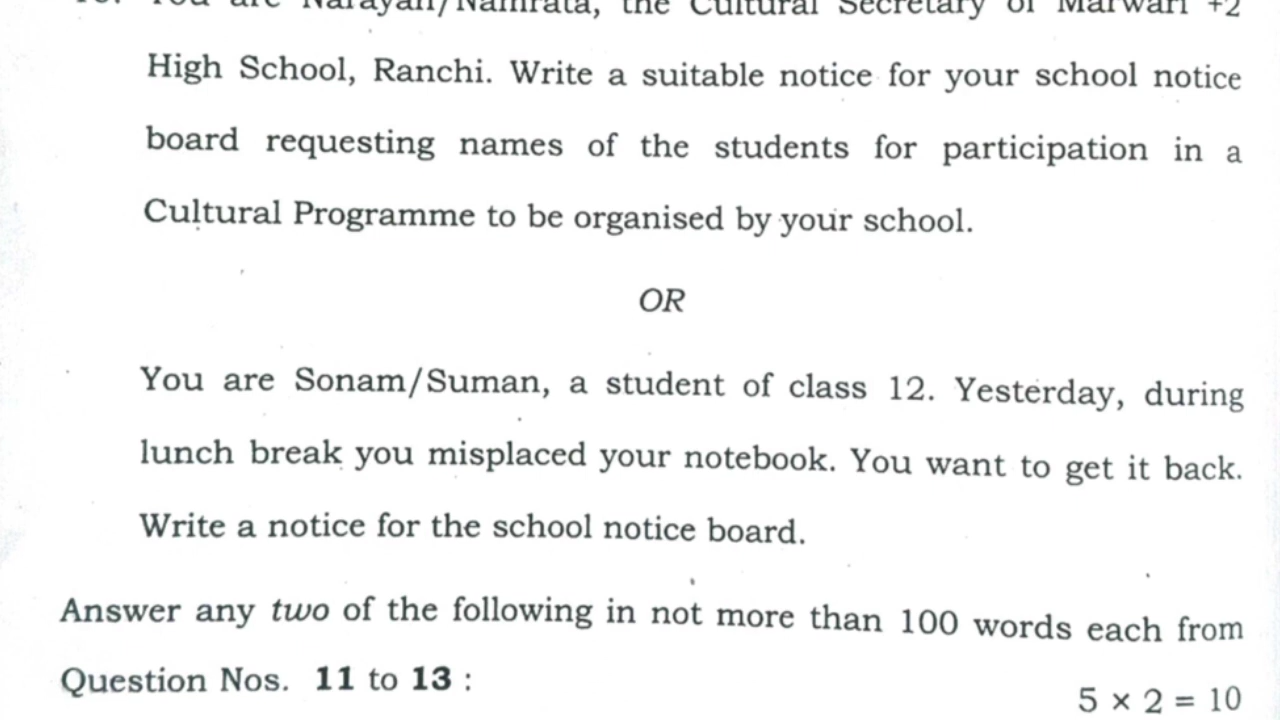 You are Narayan/Namrata, the Cultural Secretary of Marwari +2
High School, Ranchi. Write a suitable notice for your school notice
board requesting names of the students for participation in a
Cultural Programme to be organised by your school.
OR
You are Sonam/Suman, a student of class 12. Yesterday, during
lunch break you misplaced your notebook. You want to get it back.
Write a notice for the school notice board.
Answer any two of the following in not more than 100 words each from
Question Nos. 11 to 13 :
5 × 2 = 10